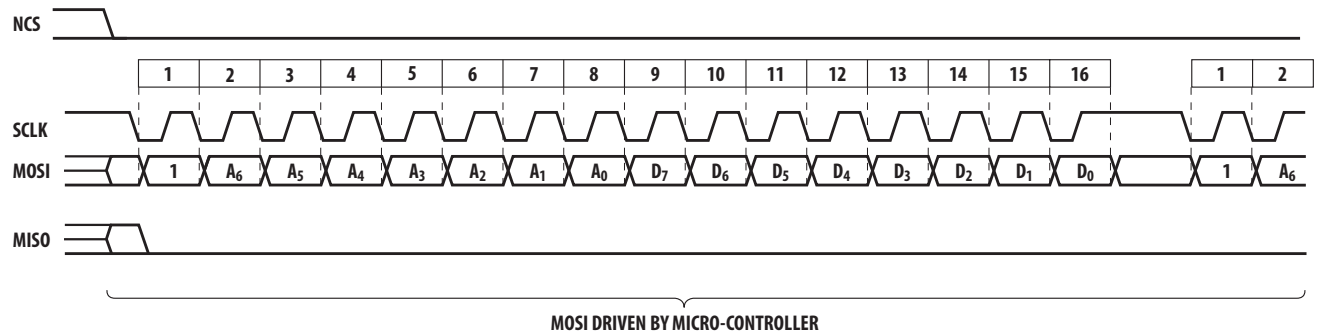 NCS
1 2 3 4 5 6 7 8 9 10 11 12 13 14 15 16 1 2
SCLK
MOSI 1 A6 A5 A4 A3 A2 A1 A0 D7 D6 D5 D4 D3 D2 D1 D0 1 A6
MISO
MOSI DRIVEN BY MICRO-CONTROLLER